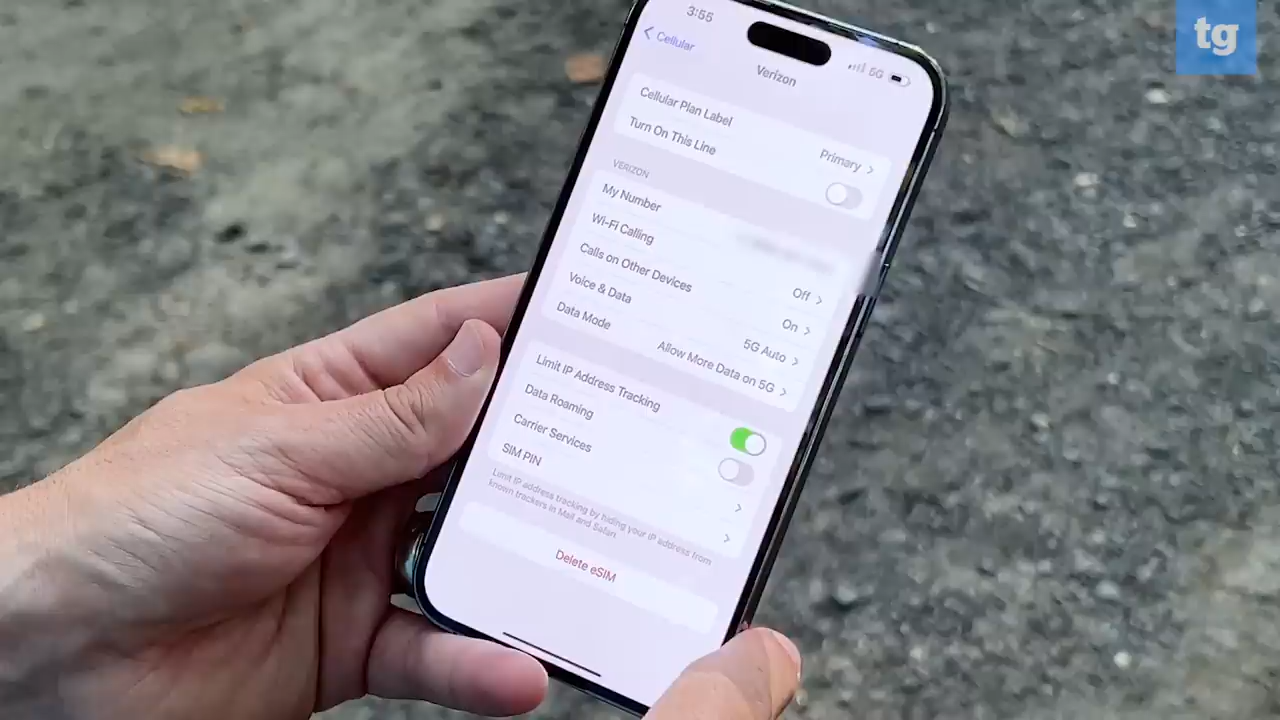 tg
3:55
5G
Cellular
Verizon
Cellular Plan Label
Primary
Turn On This Line
VERIZON
My Number
Wi-Fi Calling
Off
Calls on Other Devices
On
Voice & Data
5G Auto
Data Mode
Allow More Data on 5G
Limit IP Address Tracking
Data Roaming
Carrier Services
SIM PIN
Limit IP address tracking by hiding your IP address from
known trackers in Mail and Safari.
Delete eSIM